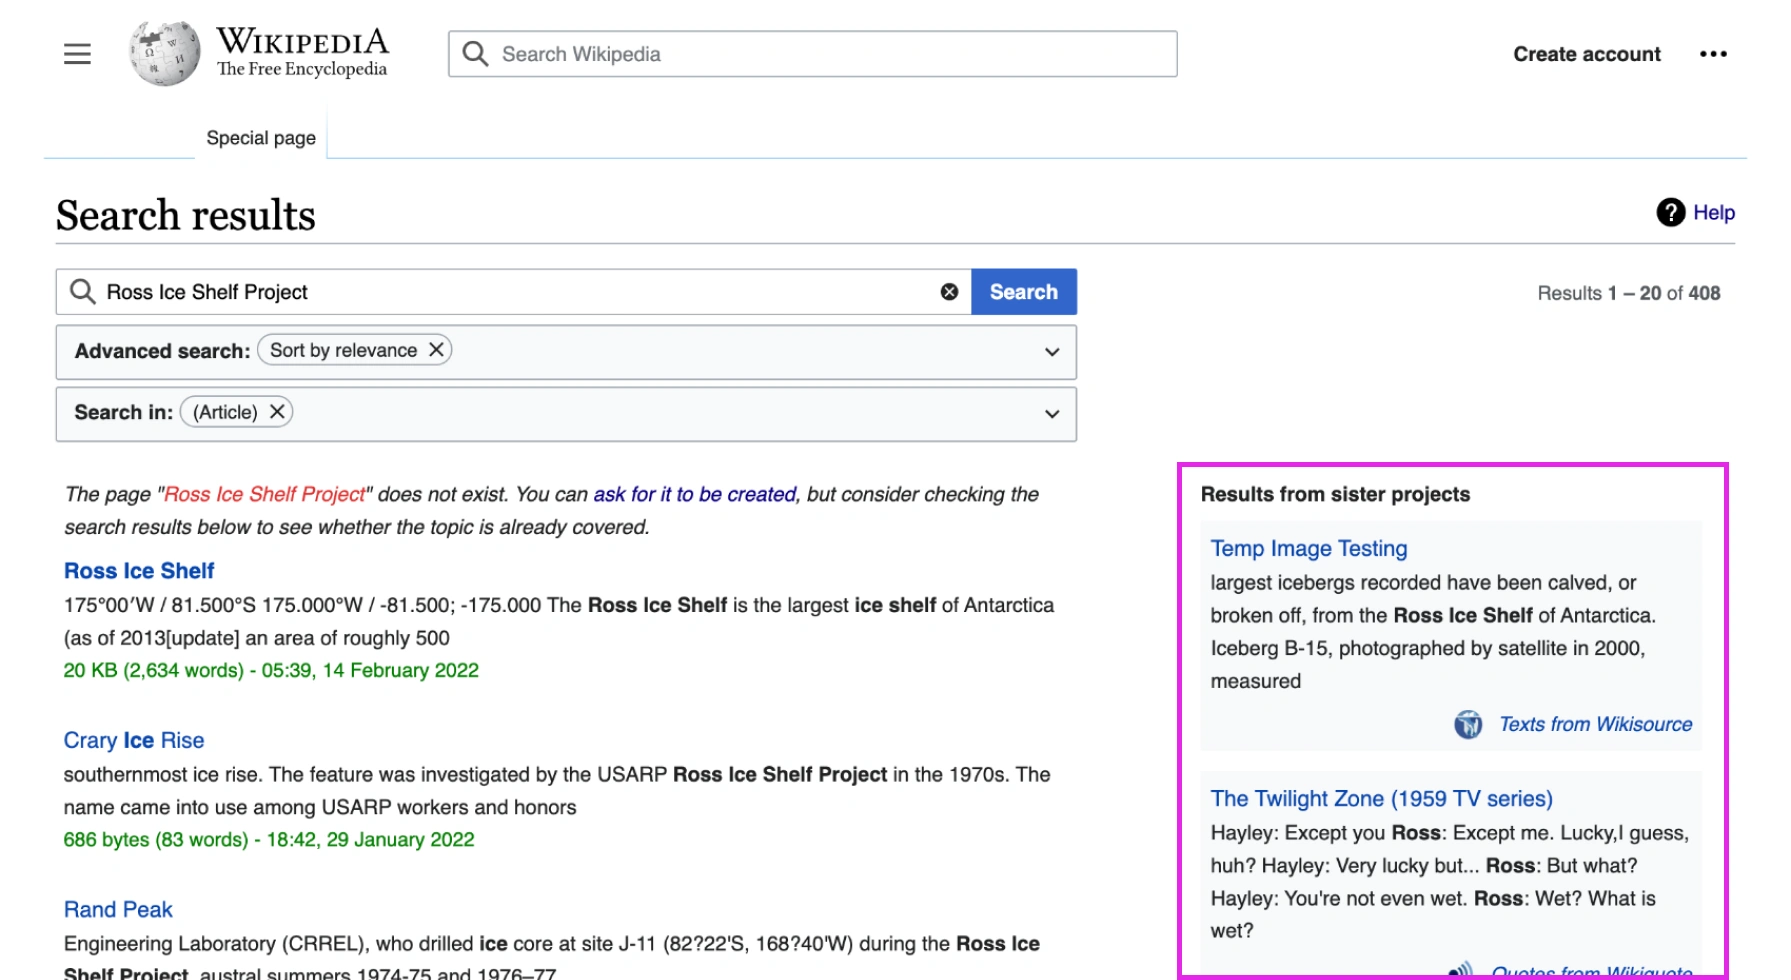 WIKIPEDIA
The Free Encyclopedia
Search Wikipedia
Create account
Special page
Search results
Help
Ross Ice Shelf Project
Search
Results 1 – 20 of 408
Advanced search: Sort by relevance
Search in: (Article)
The page "Ross Ice Shelf Project" does not exist. You can ask for it to be created, but consider checking the
search results below to see whether the topic is already covered.
Ross Ice Shelf
175°00′W / 81.500°S 175.000°W / -81.500; -175.000 The Ross Ice Shelf is the largest ice shelf of Antarctica
(as of 2013[update] an area of roughly 500
20 KB (2,634 words) - 05:39, 14 February 2022
Crary Ice Rise
southernmost ice rise. The feature was investigated by the USARP Ross Ice Shelf Project in the 1970s. The
name came into use among USARP workers and honors
686 bytes (83 words) - 18:42, 29 January 2022
Rand Peak
Engineering Laboratory (CRREL), who drilled ice core at site J-11 (82?22'S, 168?40'W) during the Ross Ice
Shelf Project, austral summers 1974-75 and 1976–77
Results from sister projects
Temp Image Testing
largest icebergs recorded have been calved, or
broken off, from the Ross Ice Shelf of Antarctica.
Iceberg B-15, photographed by satellite in 2000,
measured
Texts from Wikisource
The Twilight Zone (1959 TV series)
Hayley: Except you Ross: Except me. Lucky,I guess,
huh? Hayley: Very lucky but... Ross: But what?
Hayley: You're not even wet. Ross: Wet? What is
wet?
Quotes from Wikiquote